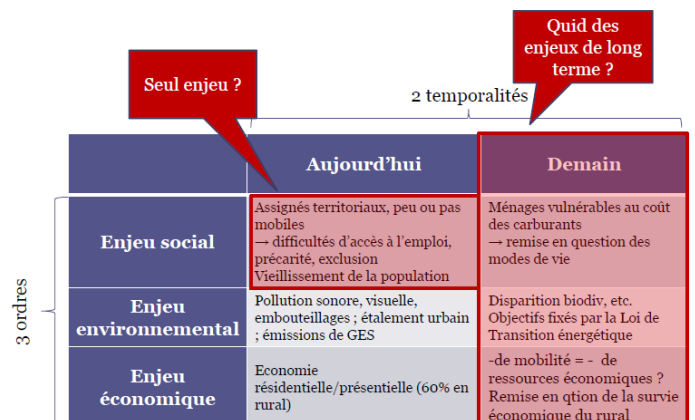 Quid des
enjeux de long
terme ?
Seul enjeu ?
2 temporalités
Aujourd’hui
Demain
3 ordres
Enjeu social
Assignés territoriaux, peu ou pas
mobiles
→ difficultés d’accès à l’emploi,
précarité, exclusion
Vieillissement de la population
Ménages vulnérables au coût
des carburants
→ remise en question des
modes de vie
Enjeu
environnemental
Pollution sonore, visuelle,
embouteillages ; étalement urbain
; émissions de GES
Disparition biodiv, etc.
Objectifs fixés par la Loi de
Transition énergétique
Enjeu
économique
Economie
résidentielle/présentielle (60% en
rural)
-de mobilité = - de
ressources économiques ?
Remise en qtion de la survie
économique du rural